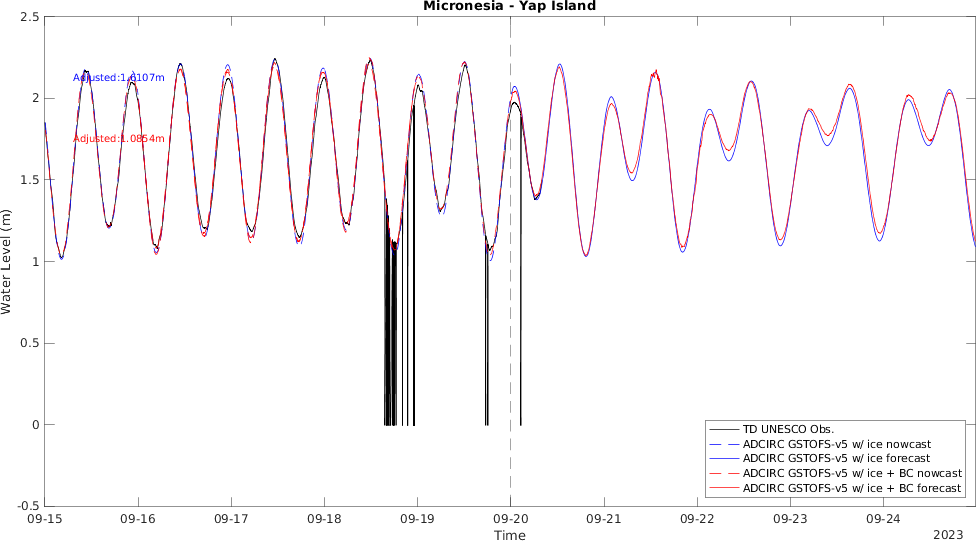 Micronesia - Yap Island
2.5
2
1.5
1
0.5
0
-0.5
Water Level (m)
Adjusted:1.0854m
TD UNESCO Obs.
ADCIRC GSTOFS-v5 w/ ice nowcast
ADCIRC GSTOFS-v5 w/ ice forecast
ADCIRC GSTOFS-v5 w/ ice + BC nowcast
ADCIRC GSTOFS-v5 w/ ice + BC forecast
09-15
09-16
09-17
09-18
09-19
09-20
09-21
09-22
09-23
09-24
Time
2023